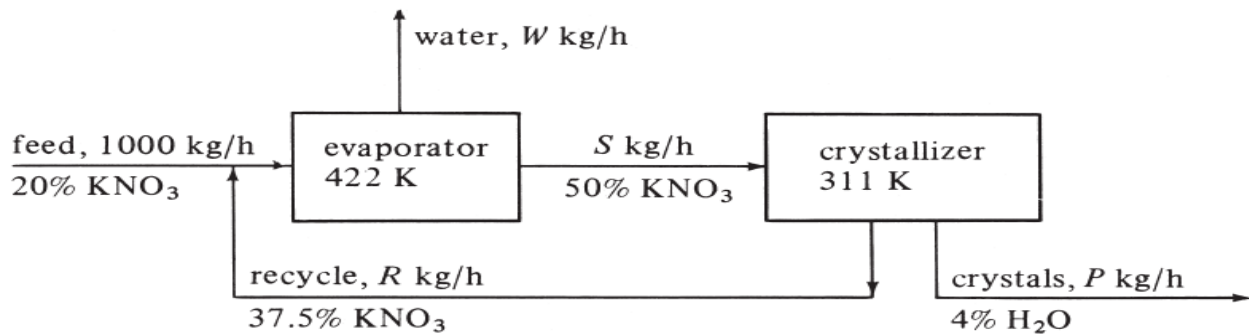 water, W kg/h
feed, 1000 kg/h
20% KNO₃
evaporator
422 K
S kg/h
50% KNO₃
crystallizer
311 K
recycle, R kg/h
37.5% KNO₃
crystals, P kg/h
4% H₂O